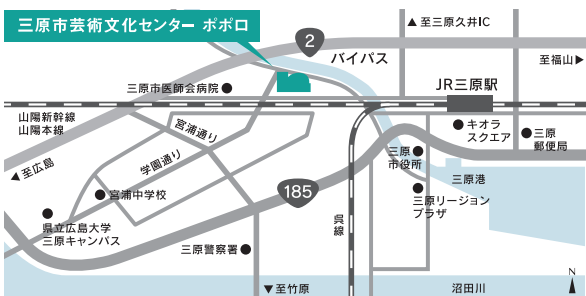 三原市芸術文化センター ポポロ
2
バイパス
▲至三原久井IC
至福山▶
三原市医師会病院
JR三原駅
山陽新幹線
山陽本線
宮浦通り
キオラ
スクエア
三原
郵便局
学園通り
三原
市役所
◀至広島
三原港
宮浦中学校
185
三原リージョン
プラザ
県立広島大学
三原キャンパス
呉線
三原警察署
▼至竹原
沼田川
N